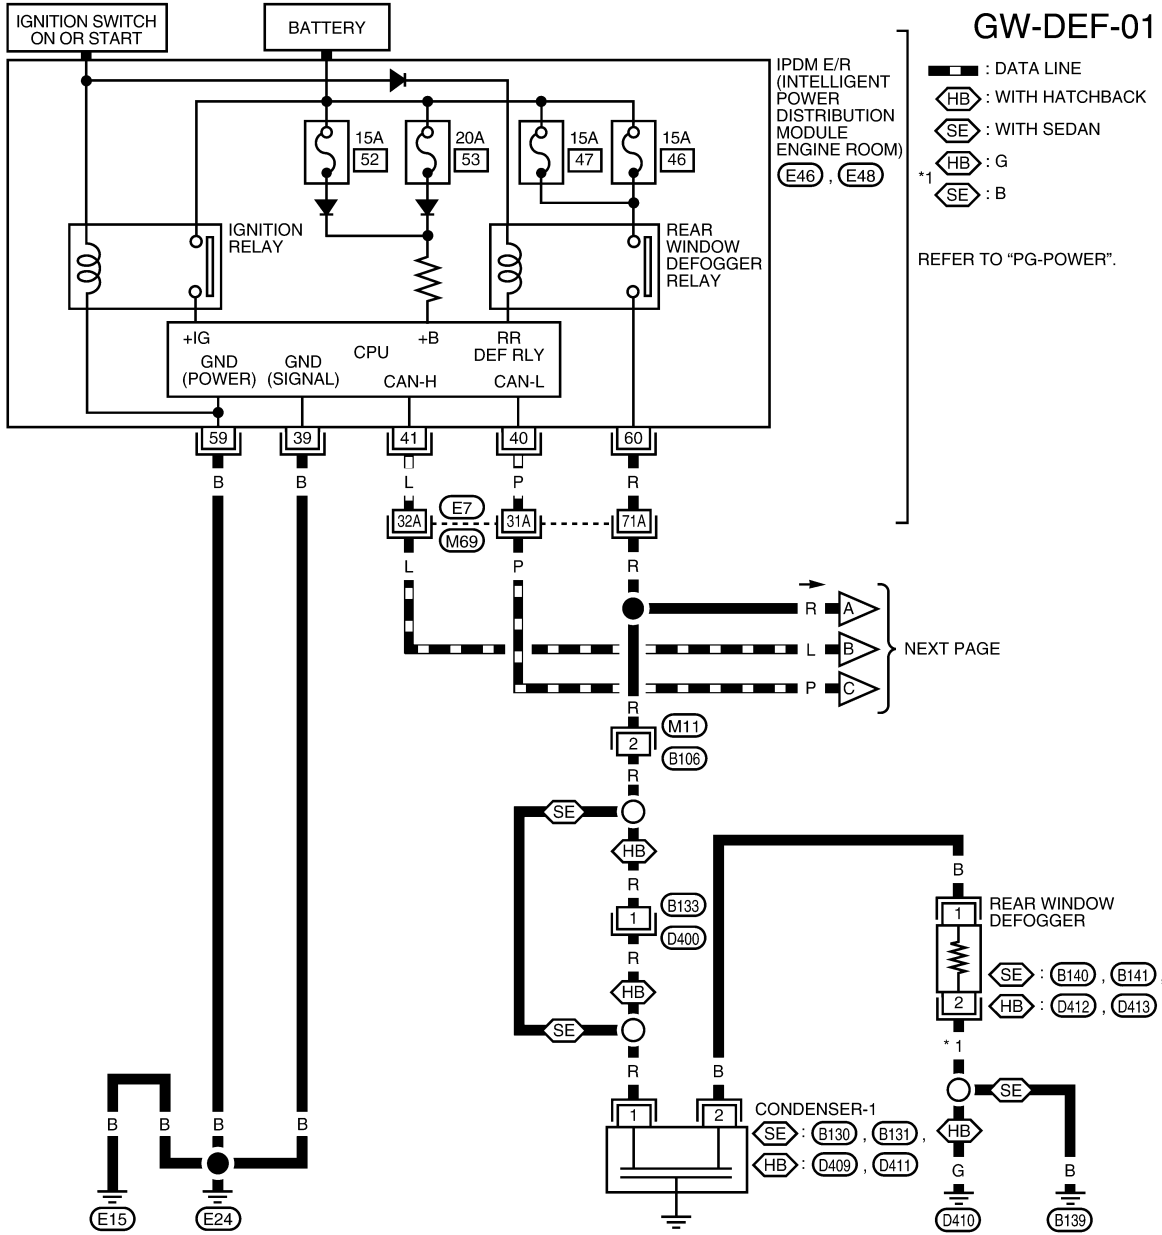 IGNITION SWITCH
ON OR START
BATTERY
GW-DEF-01
IPDM E/R
(INTELLIGENT
POWER
DISTRIBUTION
MODULE
ENGINE ROOM)
E46 , E48
: DATA LINE
HB : WITH HATCHBACK
SE : WITH SEDAN
*1
HB : G
SE : B
REFER TO “PG-POWER”.
15A
52
20A
53
15A
47
15A
46
IGNITION
RELAY
REAR
WINDOW
DEFOGGER
RELAY
+IG
+B
RR
DEF RLY
CPU
GND
(POWER)
GND
(SIGNAL)
CAN-H
CAN-L
59
39
41
40
60
B
B
L
P
R
32A
E7
M69
31A
71A
L
P
R
R
A
L
B
P
C
NEXT PAGE
R
2
M11
B106
R
SE
HB
R
1
B133
D400
R
HB
SE
R
B
1
2
CONDENSER-1
SE : B130 , B131 ,
HB : D409 , D411
B
1
REAR WINDOW
DEFOGGER
2
SE : B140 , B141 ,
HB : D412 , D413
* 1
SE
HB
G
B
D410
B139
B
B
B
B
E15
E24